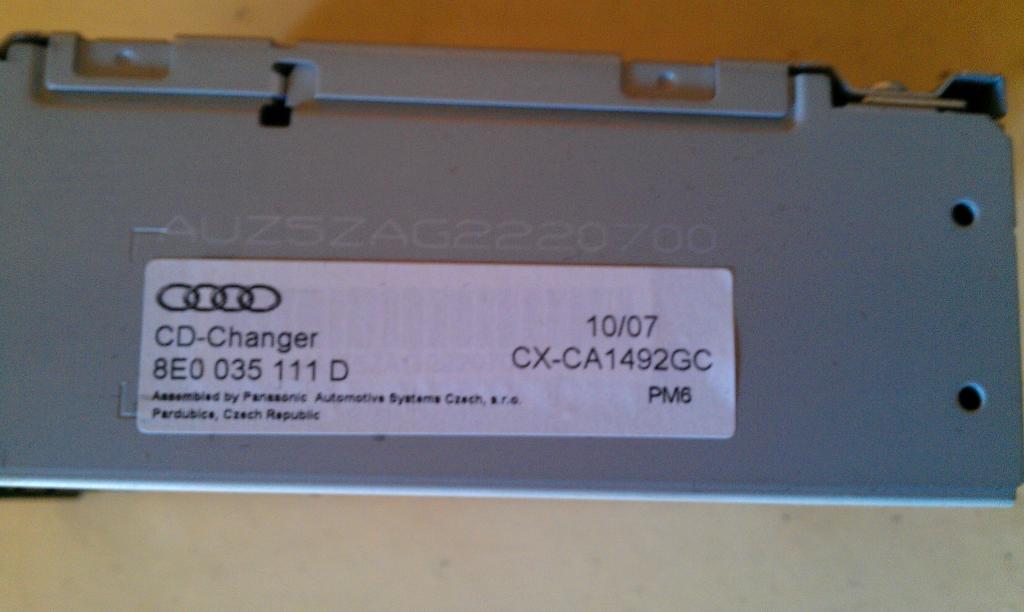 AUZ5ZAG2220700
CD-Changer
8E0 035 111 D
Assembled by Panasonic Automotive Systems Czech, s.r.o.
Pardubice, Czech Republic
10/07
CX-CA1492GC
PM6